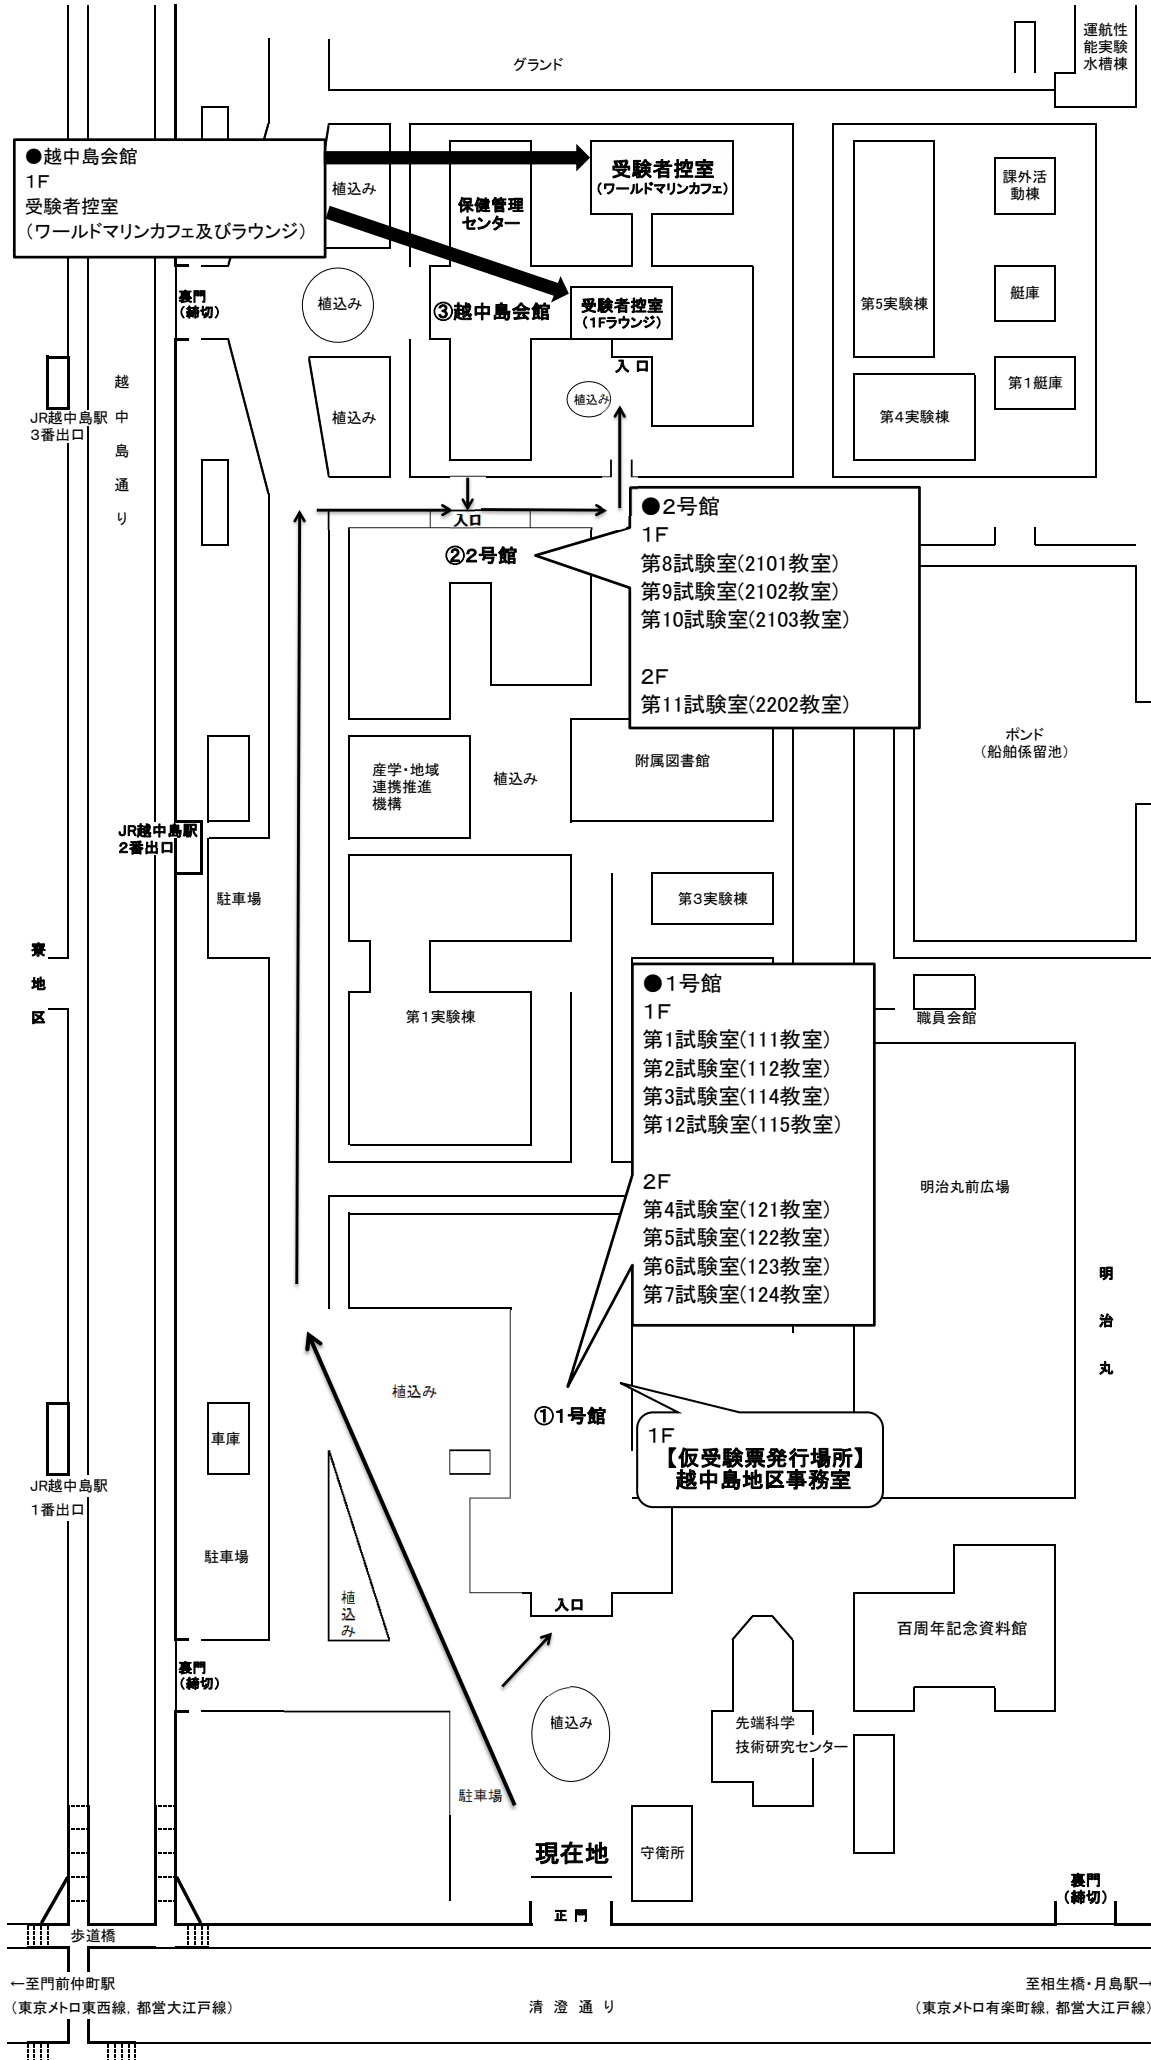 運航性
能実験
水槽棟
グランド
●越中島会館
1F
受験者控室
（ワールドマリンカフェ及びラウンジ）
植込み
保健管理
センター
受験者控室
（ワールドマリンカフェ）
課外活
動棟
裏門
（締切）
植込み
③越中島会館
受験者控室
（1Fラウンジ）
第5実験棟
艇庫
入 口
第１艇庫
JR越中島駅
３番出口
越
中
島
通
り
植込み
植込み
第４実験棟
入口
②２号館
●２号館
１F
第8試験室(2101教室)
第9試験室(2102教室)
第10試験室(2103教室)
２F
第11試験室(2202教室)
ポンド
（船舶係留池）
産学・地域
連携推進
機構
植込み
附属図書館
JR越中島駅
２番出口
駐車場
第３実験棟
寮
地
区
第１実験棟
●１号館
１F
第1試験室(111教室)
第2試験室(112教室)
第3試験室(114教室)
第12試験室(115教室)
２F
第4試験室(121教室)
第5試験室(122教室)
第6試験室(123教室)
第7試験室(124教室)
職員会館
明治丸前広場
明
治
丸
植込み
①１号館
１F
【仮受験票発行場所】
越中島地区事務室
車庫
JR越中島駅
１番出口
駐車場
植
込
み
入口
百周年記念資料館
裏門
（締切）
植込み
先端科学
技術研究センター
駐車場
現在地
守衛所
裏門
（締切）
正 門
歩道橋
←至門前仲町駅
（東京メトロ東西線，都営大江戸線）
清 澄 通 り
至相生橋・月島駅→
（東京メトロ有楽町線，都営大江戸線）